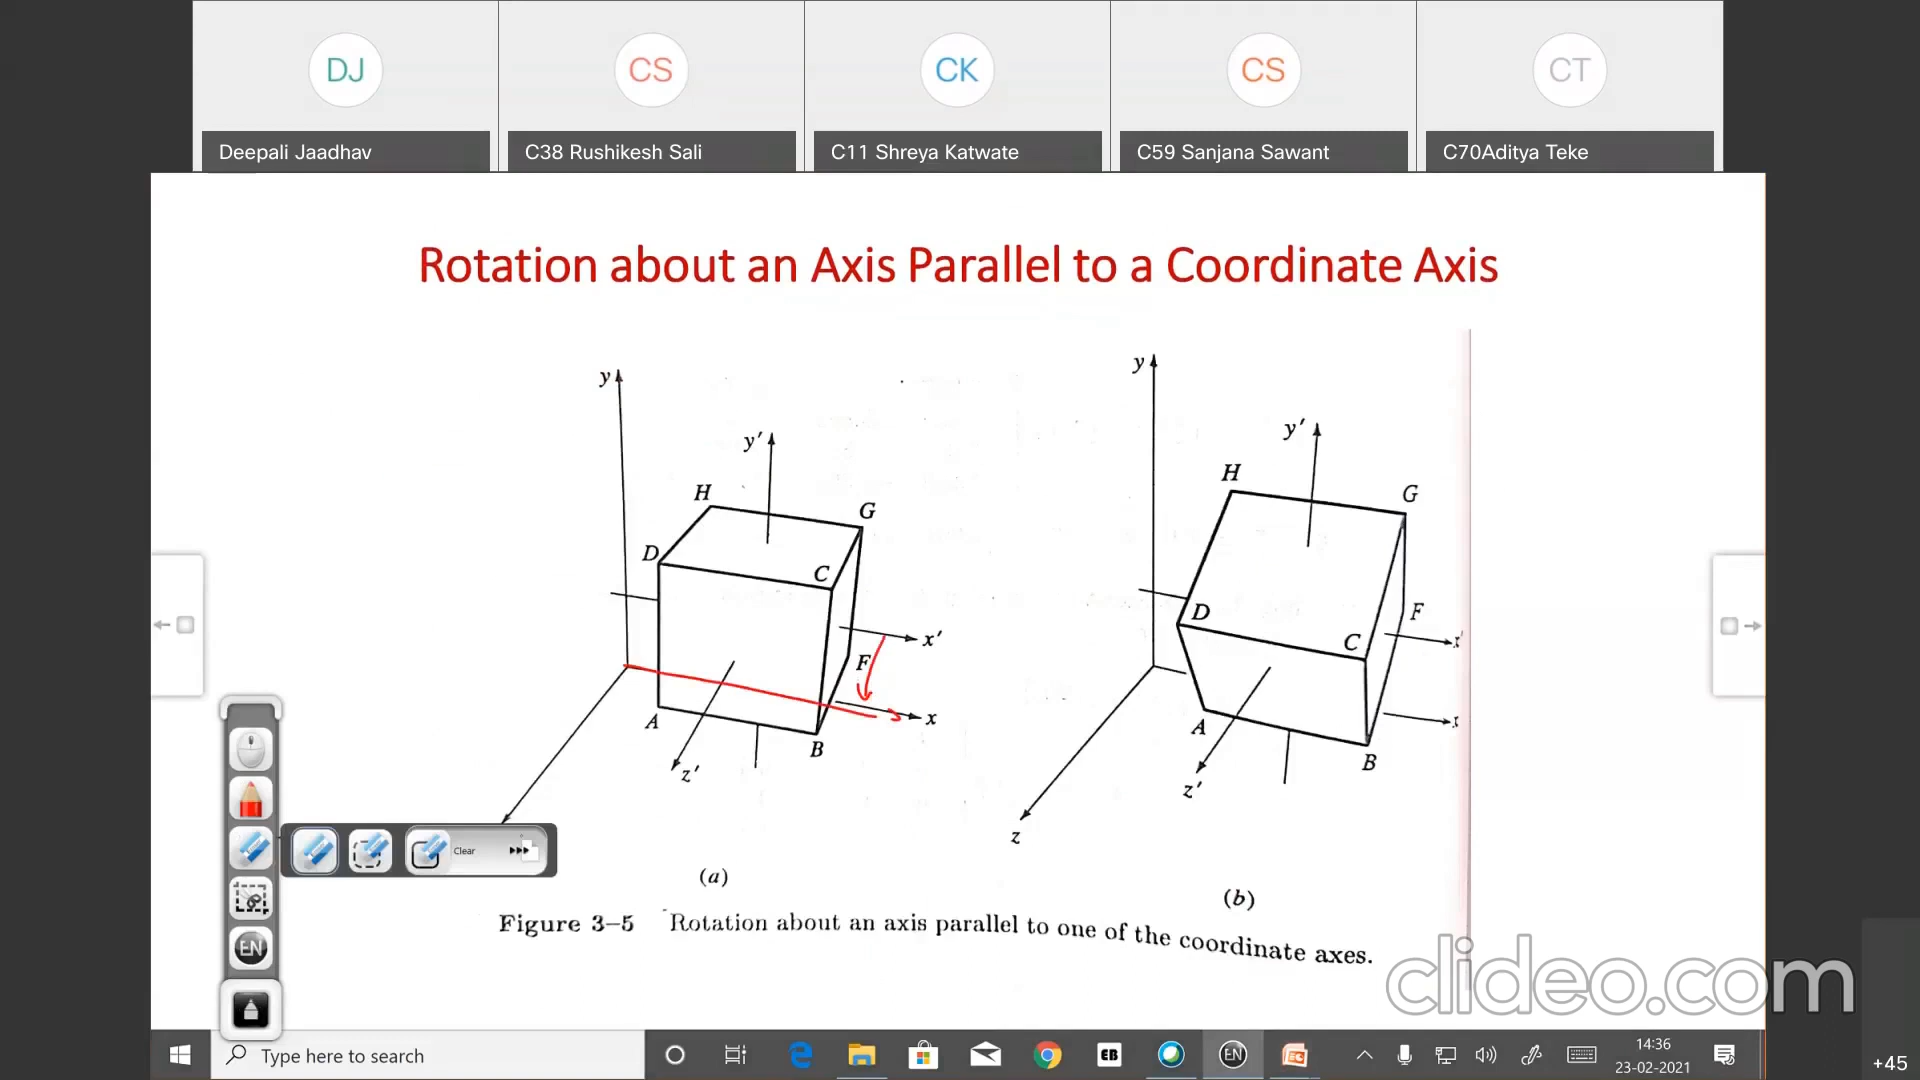 DJ
CS
CK
CS
CT
Deepali Jaadhav
C38 Rushikesh Sali
C11 Shreya Katwate
C59 Sanjana Sawant
C70Aditya Teke
Rotation about an Axis Parallel to a Coordinate Axis
y
y'
H
G
D
C
x'
F
x
A
B
z'
(a)
y
y'
H
G
D
F
C
A
B
z'
z
(b)
Clear
EN
Figure 3–5 Rotation about an axis parallel to one of the coordinate axes.
clideo.com
Type here to search
EB
EN
14:36
23-02-2021
+45